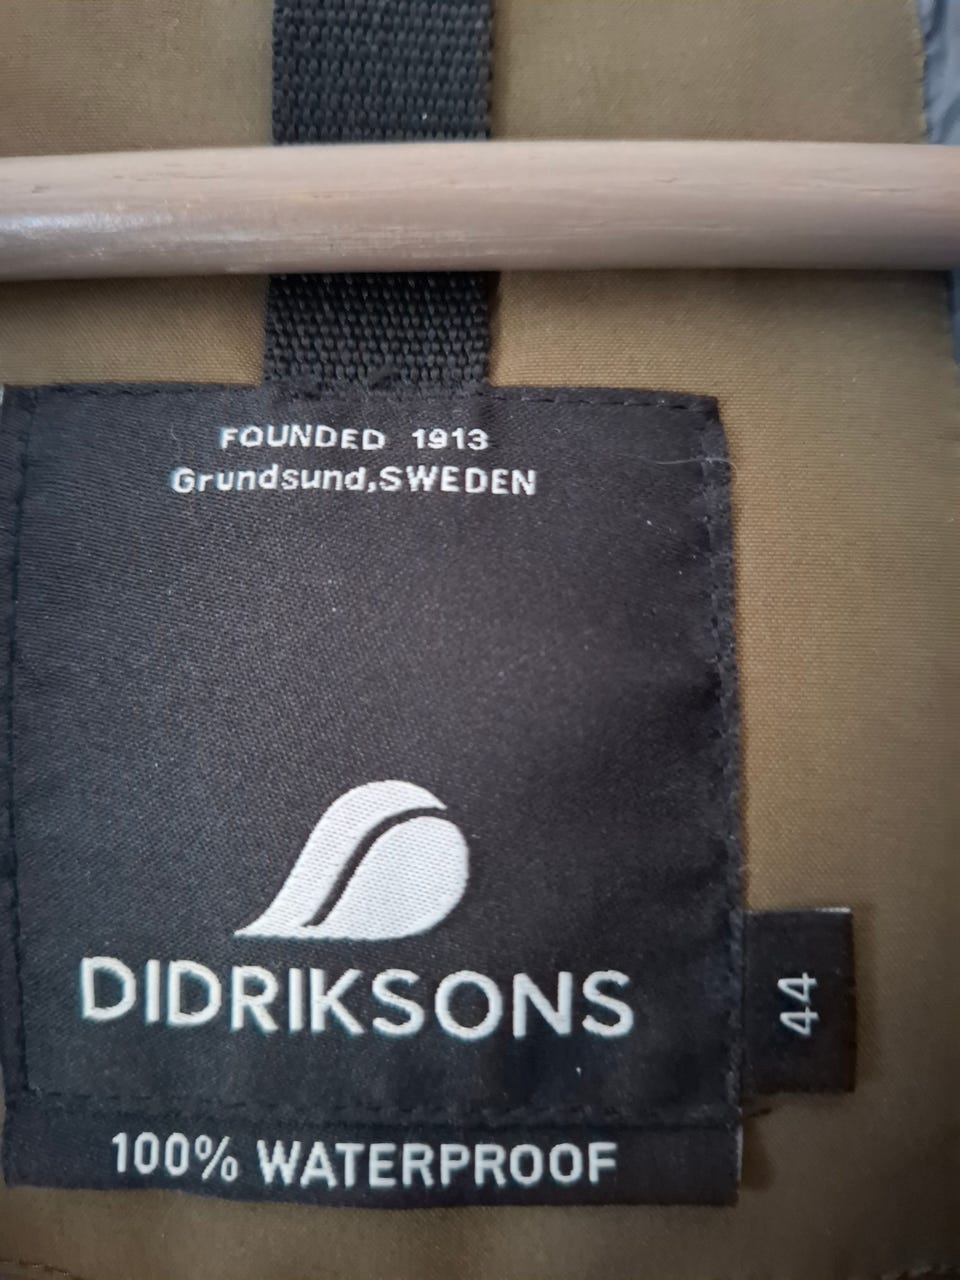 FOUNDED 1913
Grundsund,SWEDEN
DIDRIKSONS
44
100% WATERPROOF